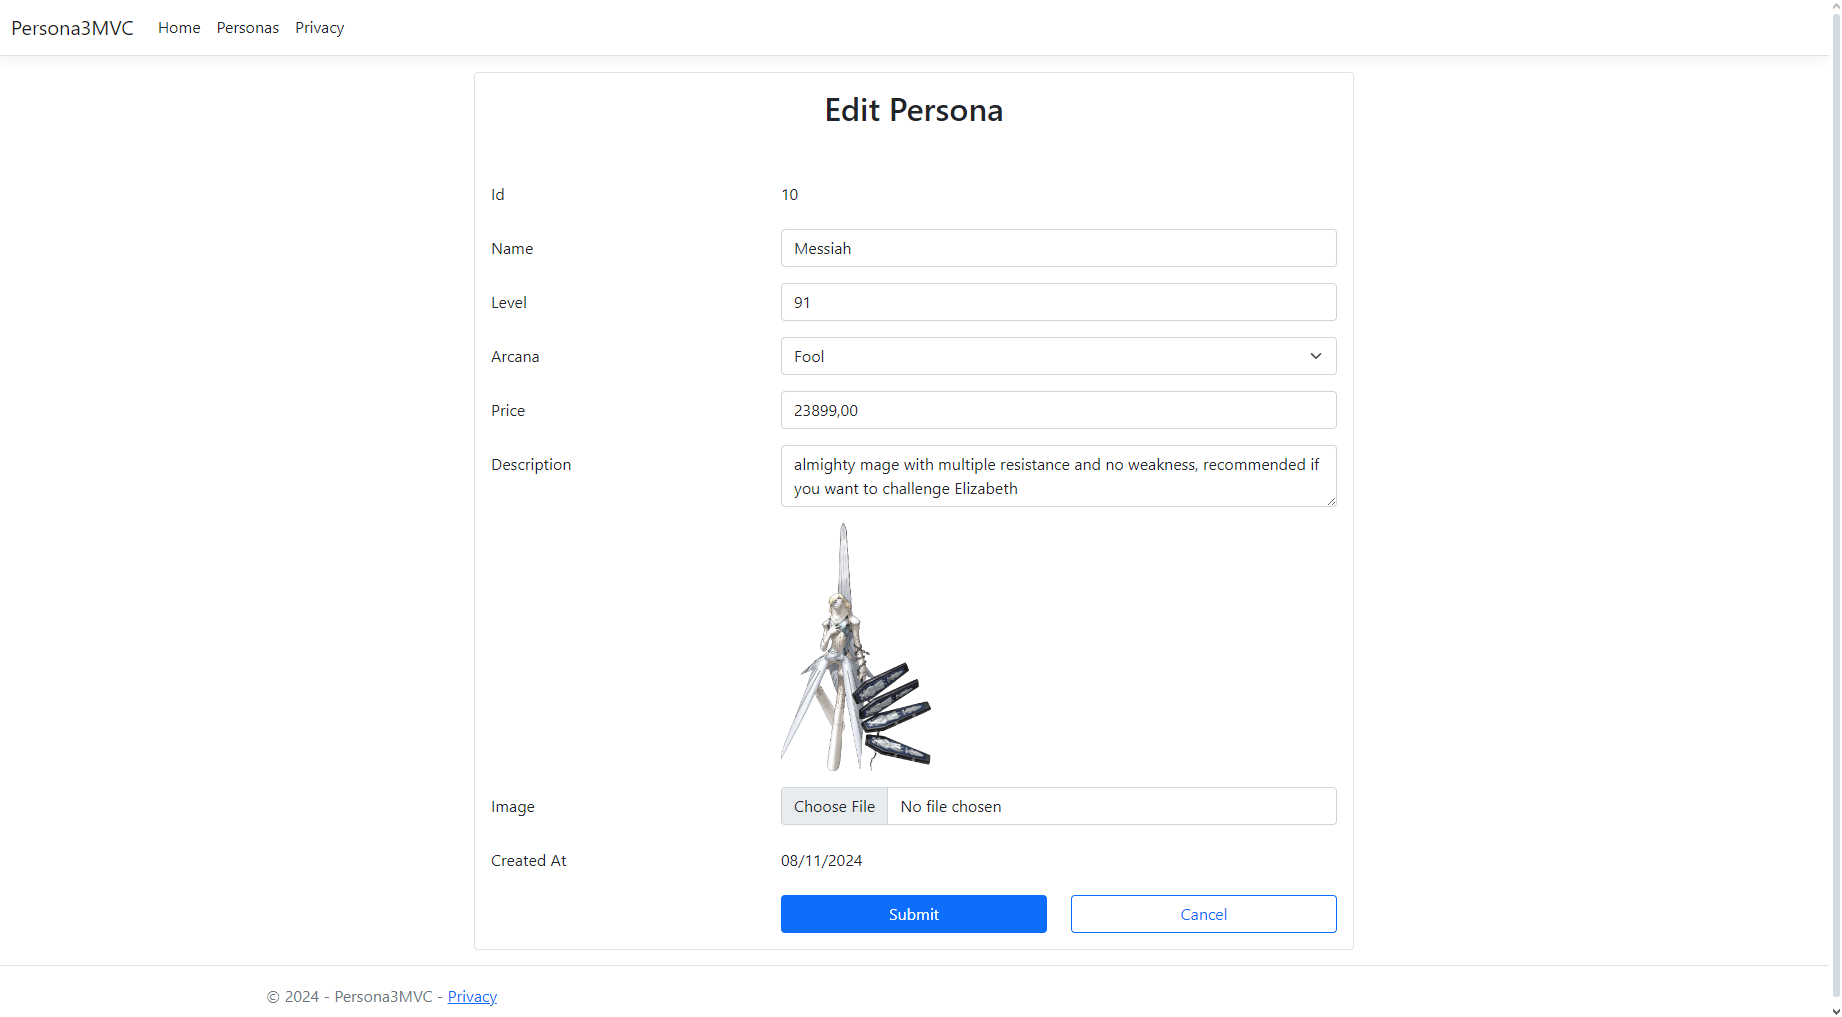 Persona3MVC Home Personas Privacy
Edit Persona
Id 10
Name Messiah
Level 91
Arcana Fool
Price 23899,00
Description almighty mage with multiple resistance and no weakness, recommended if
you want to challenge Elizabeth
Image Choose File No file chosen
Created At 08/11/2024
Submit Cancel
© 2024 - Persona3MVC - Privacy